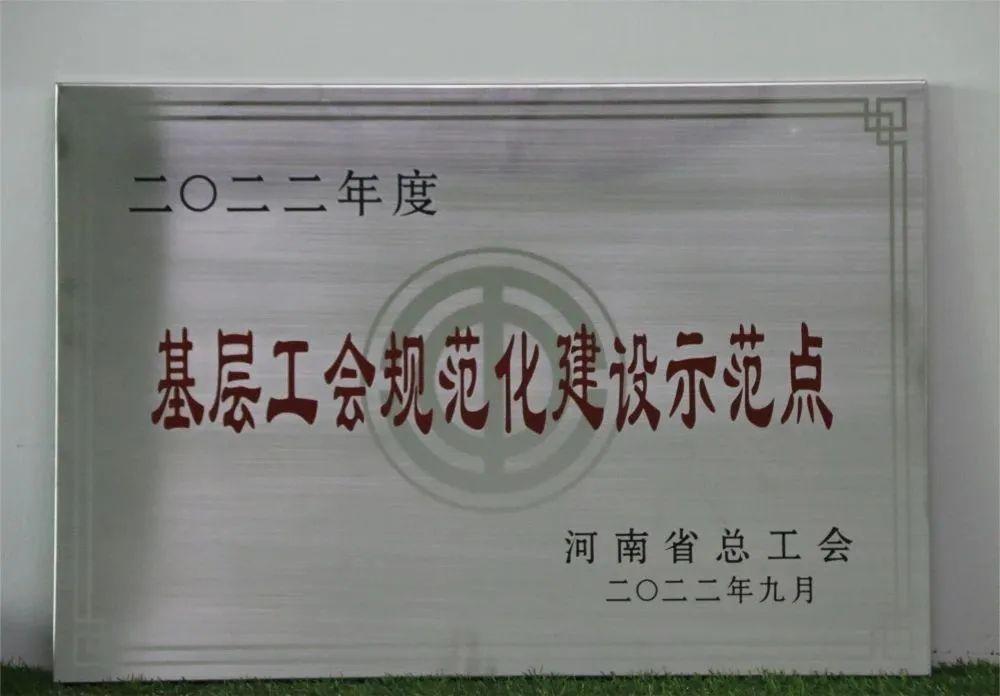 二〇二二年度
基层工会规范化建设示范点
河南省总工会
二〇二二年九月